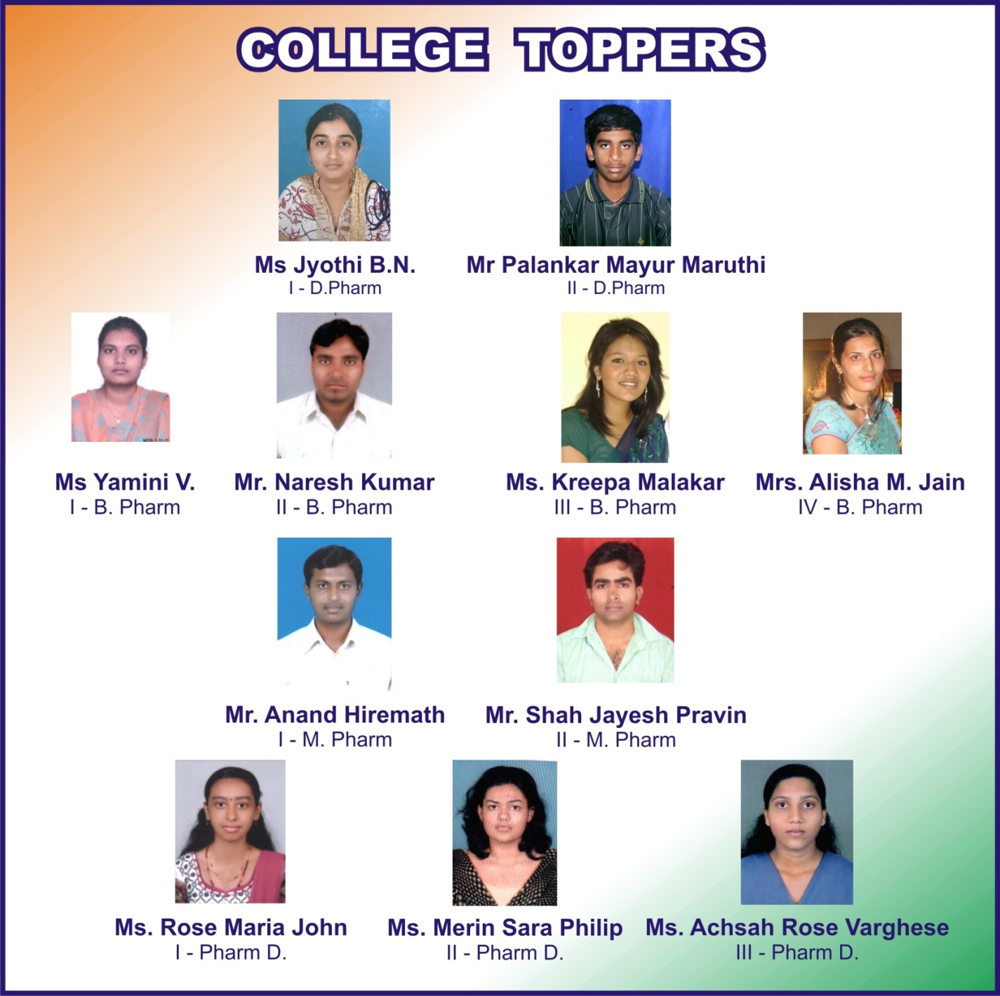 COLLEGE TOPPERS
Ms Jyothi B.N.
I - D.Pharm
Mr Palankar Mayur Maruthi
II - D.Pharm
Ms Yamini V.
I - B. Pharm
Mr. Naresh Kumar
II - B. Pharm
Ms. Kreepa Malakar
III - B. Pharm
Mrs. Alisha M. Jain
IV - B. Pharm
Mr. Anand Hiremath
I - M. Pharm
Mr. Shah Jayesh Pravin
II - M. Pharm
Ms. Rose Maria John
I - Pharm D.
Ms. Merin Sara Philip
II - Pharm D.
Ms. Achsah Rose Varghese
III - Pharm D.